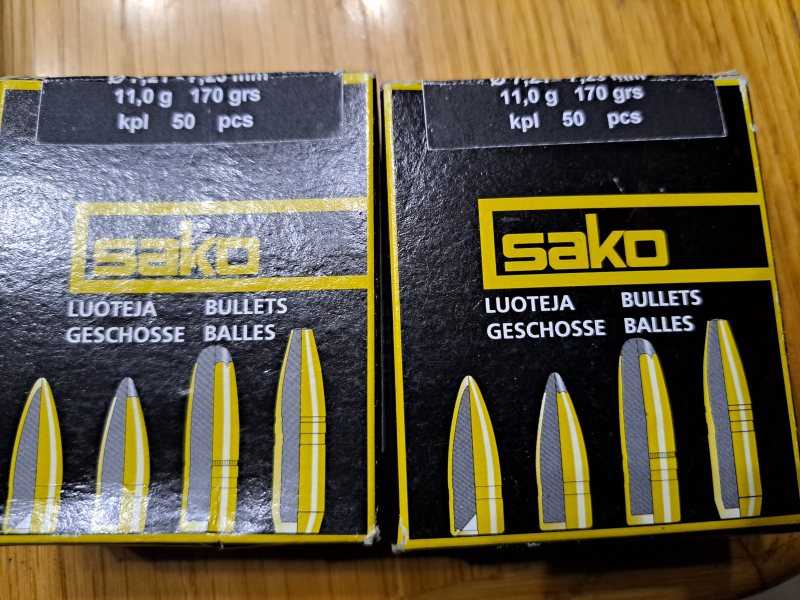 11,0 g 170 grs
kpl 50 pcs
sako
LUOTEJA BULLETS
GESCHOSSE BALLES
11,0 g 170 grs
kpl 50 pcs
sako
LUOTEJA BULLETS
GESCHOSSE BALLES